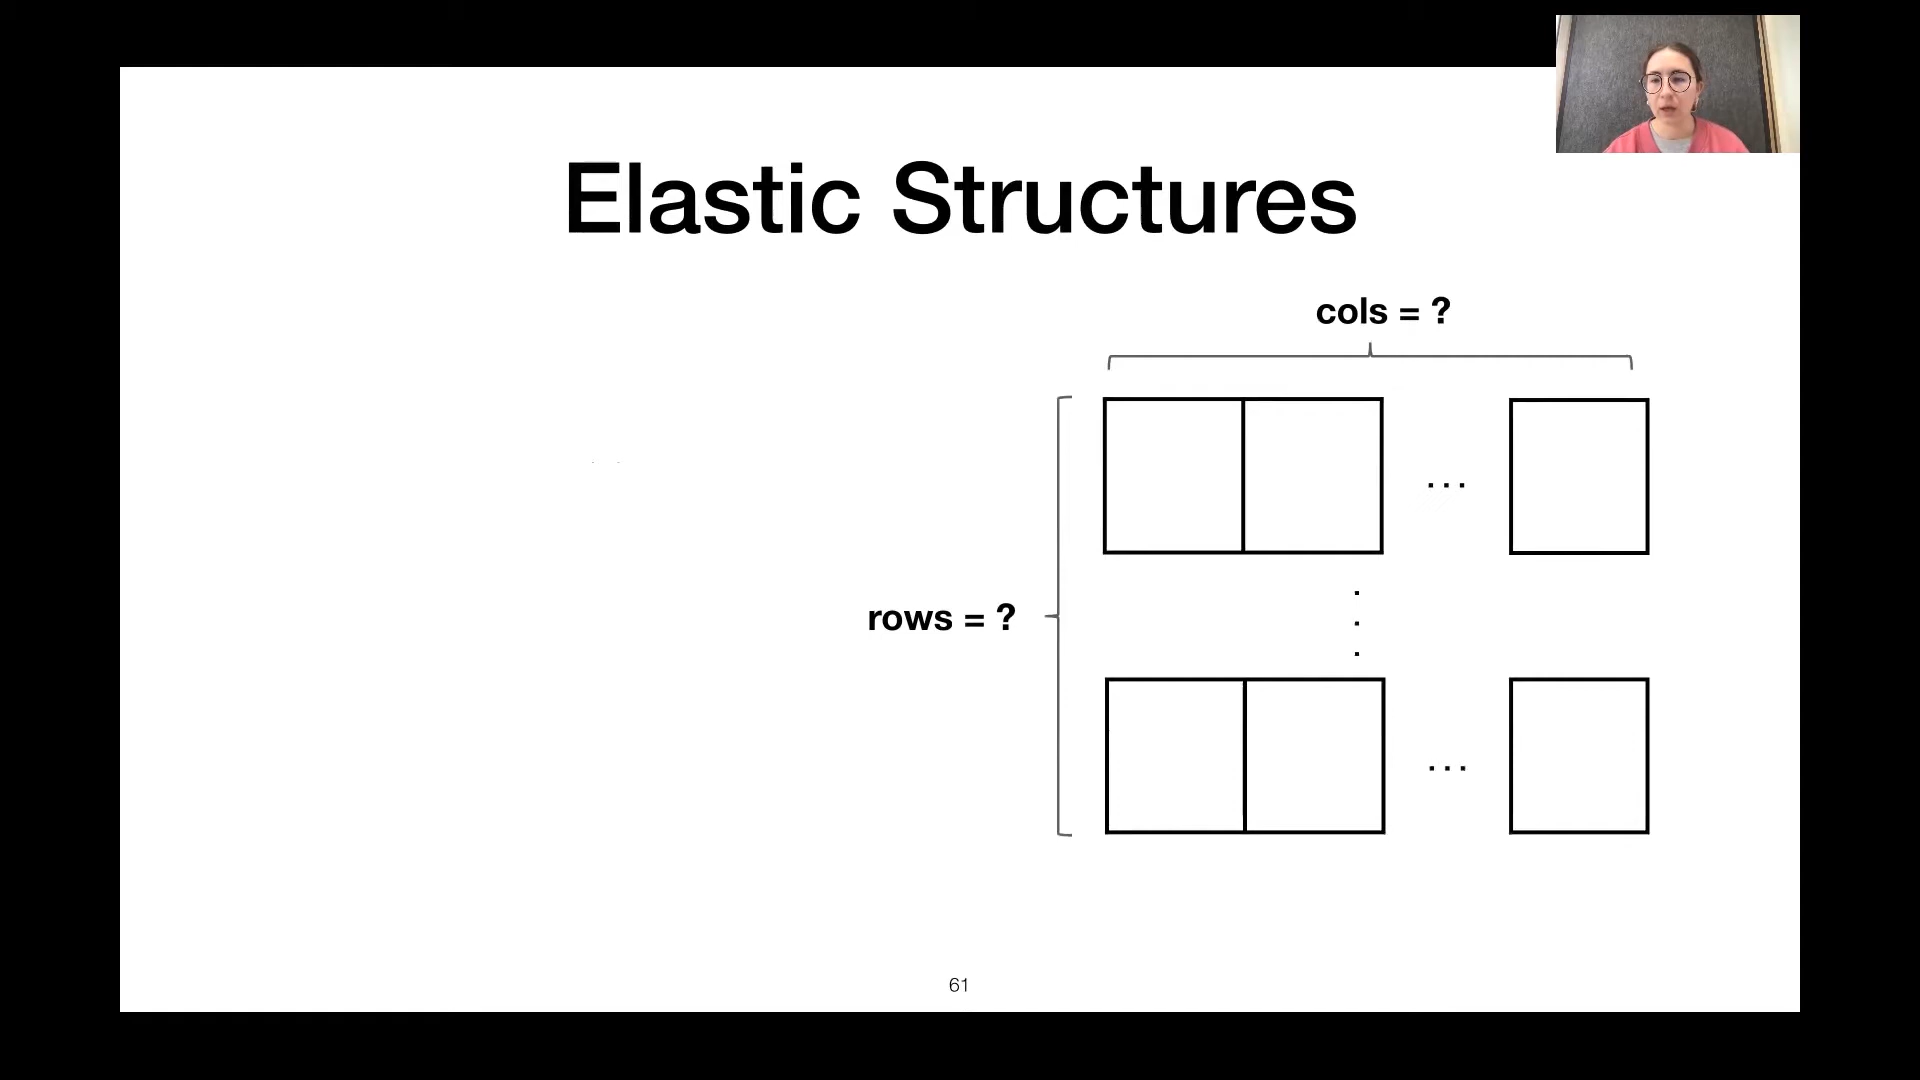 Elastic Structures
cols = ?
...
rows = ?
...
61